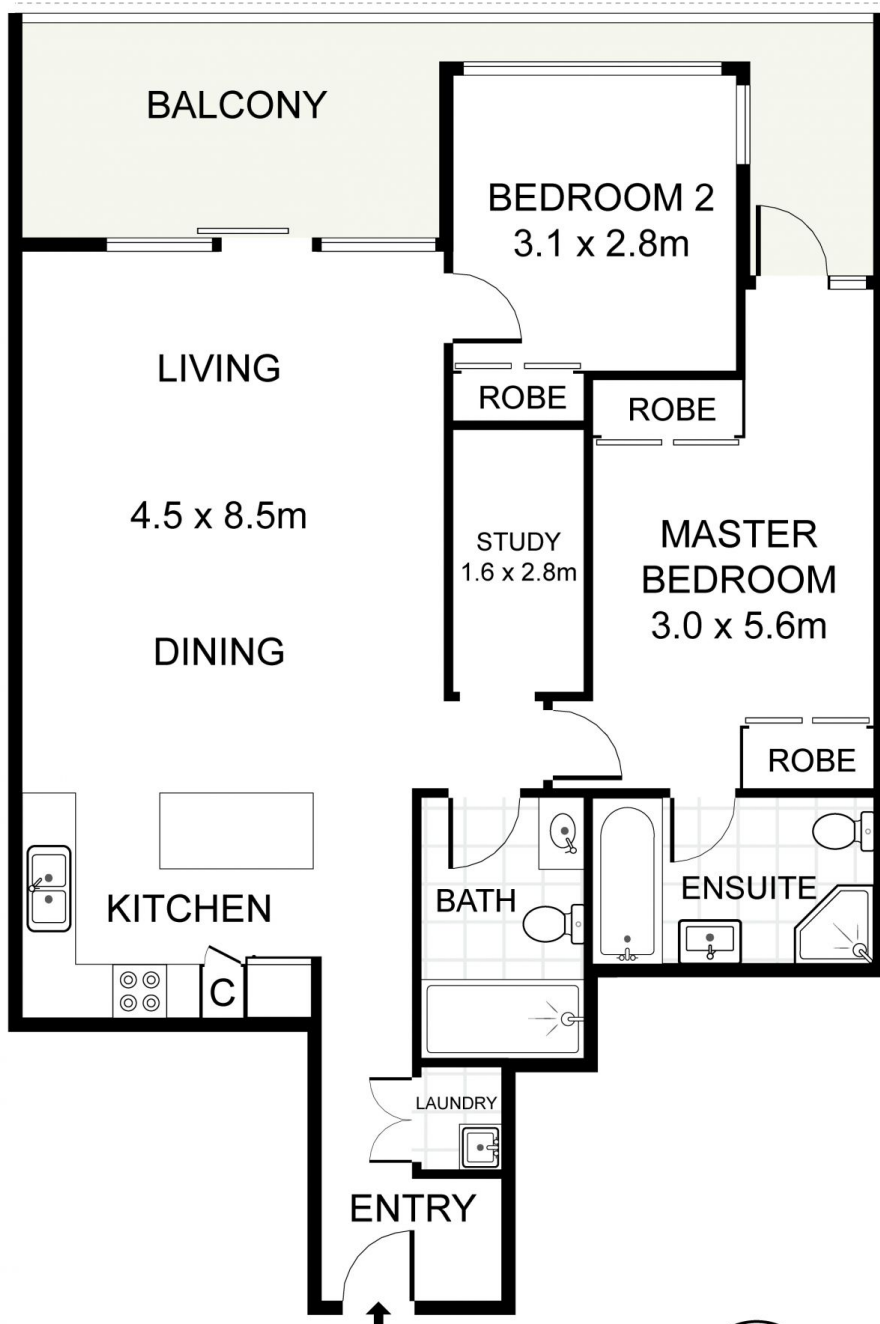 BALCONY
BEDROOM 2
3.1 x 2.8m
LIVING
ROBE
ROBE
4.5 x 8.5m
STUDY
1.6 x 2.8m
MASTER
BEDROOM
3.0 x 5.6m
DINING
ROBE
KITCHEN
BATH
ENSUITE
C
LAUNDRY
ENTRY